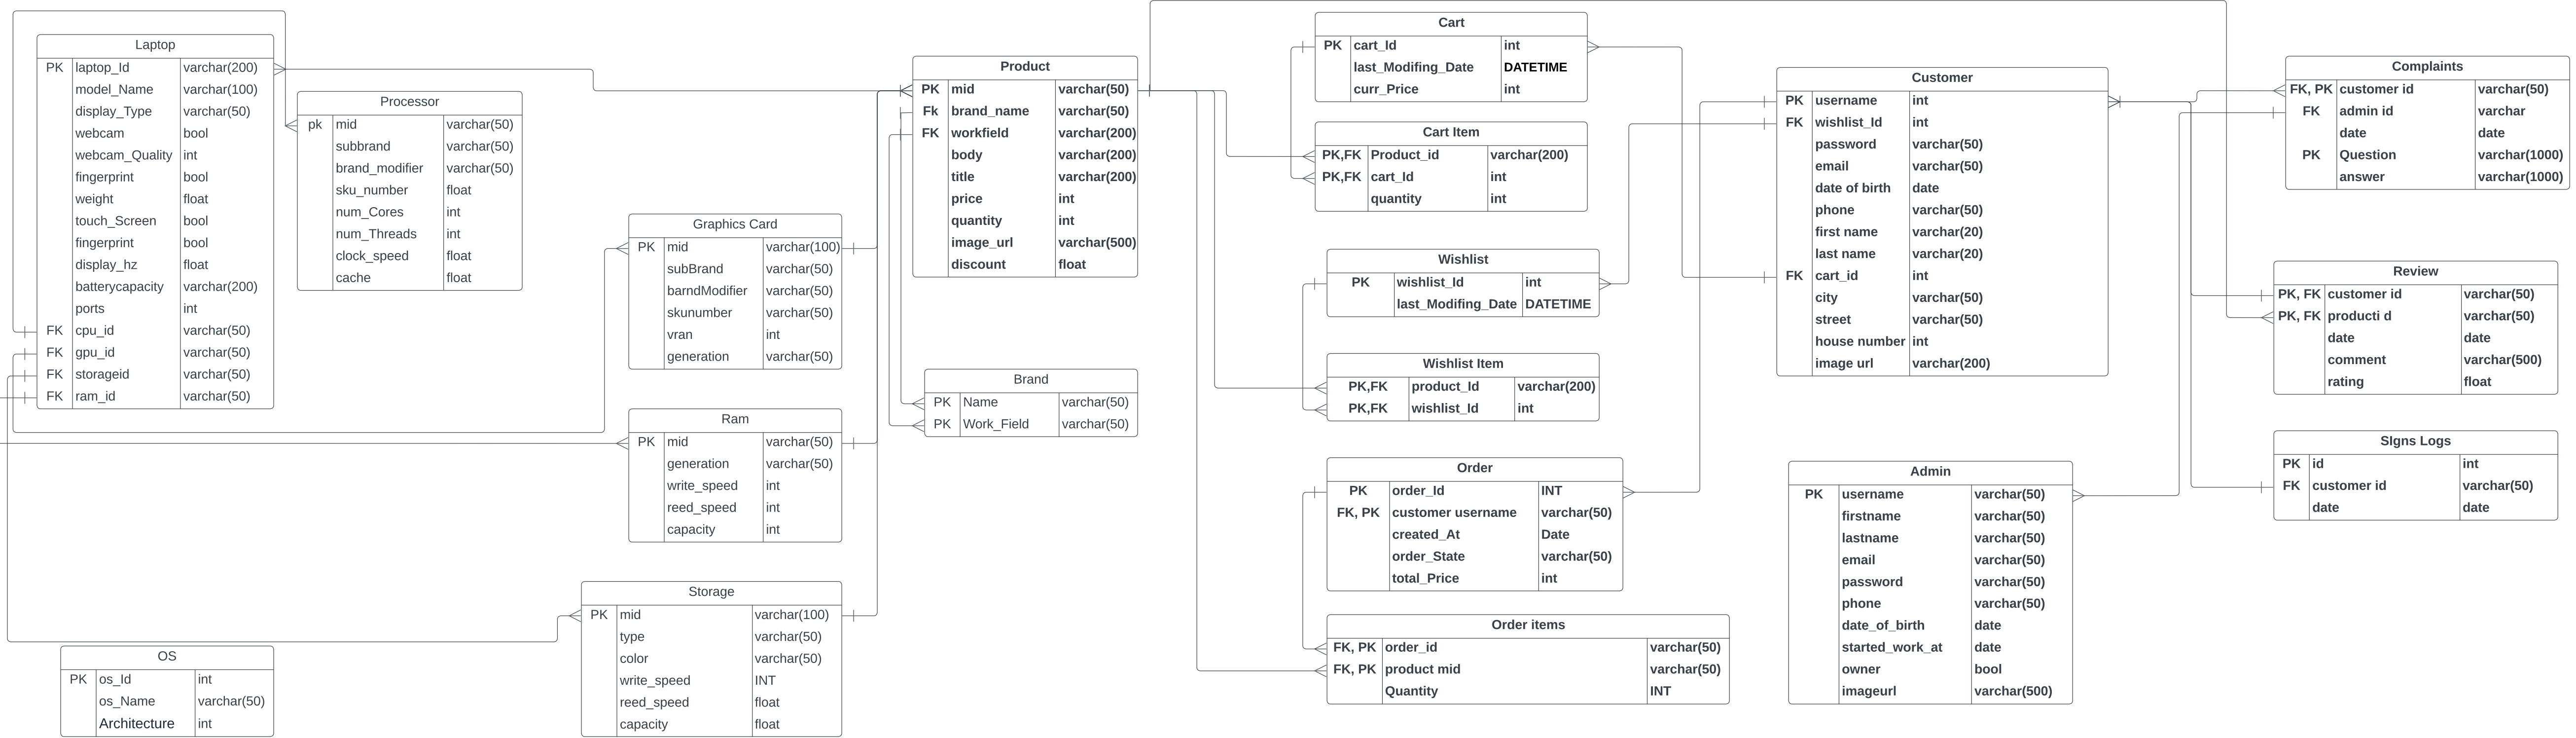 Laptop
PK laptop_Id varchar(200)
model_Name varchar(100)
display_Type varchar(50)
webcam bool
webcam_Quality int
fingerprint bool
weight float
touch_Screen bool
fingerprint bool
display_hz float
batterycapacity varchar(200)
ports int
FK cpu_id varchar(50)
FK gpu_id varchar(50)
FK storageid varchar(50)
FK ram_id varchar(50)
Processor
pk mid varchar(50)
subbrand varchar(50)
brand_modifier varchar(50)
sku_number float
num_Cores int
num_Threads int
clock_speed float
cache float
OS
PK os_Id int
os_Name varchar(50)
Architecture int
Graphics Card
PK mid varchar(100)
subBrand varchar(50)
barndModifier varchar(50)
skunumber varchar(50)
vran int
generation varchar(50)
Ram
PK mid varchar(50)
generation varchar(50)
write_speed int
reed_speed int
capacity int
Storage
PK mid varchar(100)
type varchar(50)
color varchar(50)
write_speed INT
reed_speed float
capacity float
Product
PK mid varchar(50)
Fk brand_name varchar(50)
FK workfield varchar(200)
body varchar(200)
title varchar(200)
price int
quantity int
image_url varchar(500)
discount float
Brand
PK Name varchar(50)
PK Work_Field varchar(50)
Cart
PK cart_Id int
last_Modifing_Date DATETIME
curr_Price int
Cart Item
PK,FK Product_id varchar(200)
PK,FK cart_Id int
quantity int
Wishlist
PK wishlist_Id int
last_Modifing_Date DATETIME
Wishlist Item
PK,FK product_Id varchar(200)
PK,FK wishlist_Id int
Order
PK order_Id INT
FK, PK customer username varchar(50)
created_At Date
order_State varchar(50)
total_Price int
Order items
FK, PK order_id varchar(50)
FK, PK product mid varchar(50)
Quantity INT
Customer
PK username int
FK wishlist_Id int
password varchar(50)
email varchar(50)
date of birth date
phone varchar(50)
first name varchar(20)
last name varchar(20)
FK cart_id int
city varchar(50)
street varchar(50)
house number int
image url varchar(200)
Admin
PK username varchar(50)
firstname varchar(50)
lastname varchar(50)
email varchar(50)
password varchar(50)
phone varchar(50)
date_of_birth date
started_work_at date
owner bool
imageurl varchar(500)
Complaints
FK, PK customer id varchar(50)
FK admin id varchar
date date
PK Question varchar(1000)
answer varchar(1000)
Review
PK, FK customer id varchar(50)
PK, FK producti d varchar(50)
date date
comment varchar(500)
rating float
SIgns Logs
PK id int
FK customer id varchar(50)
date date